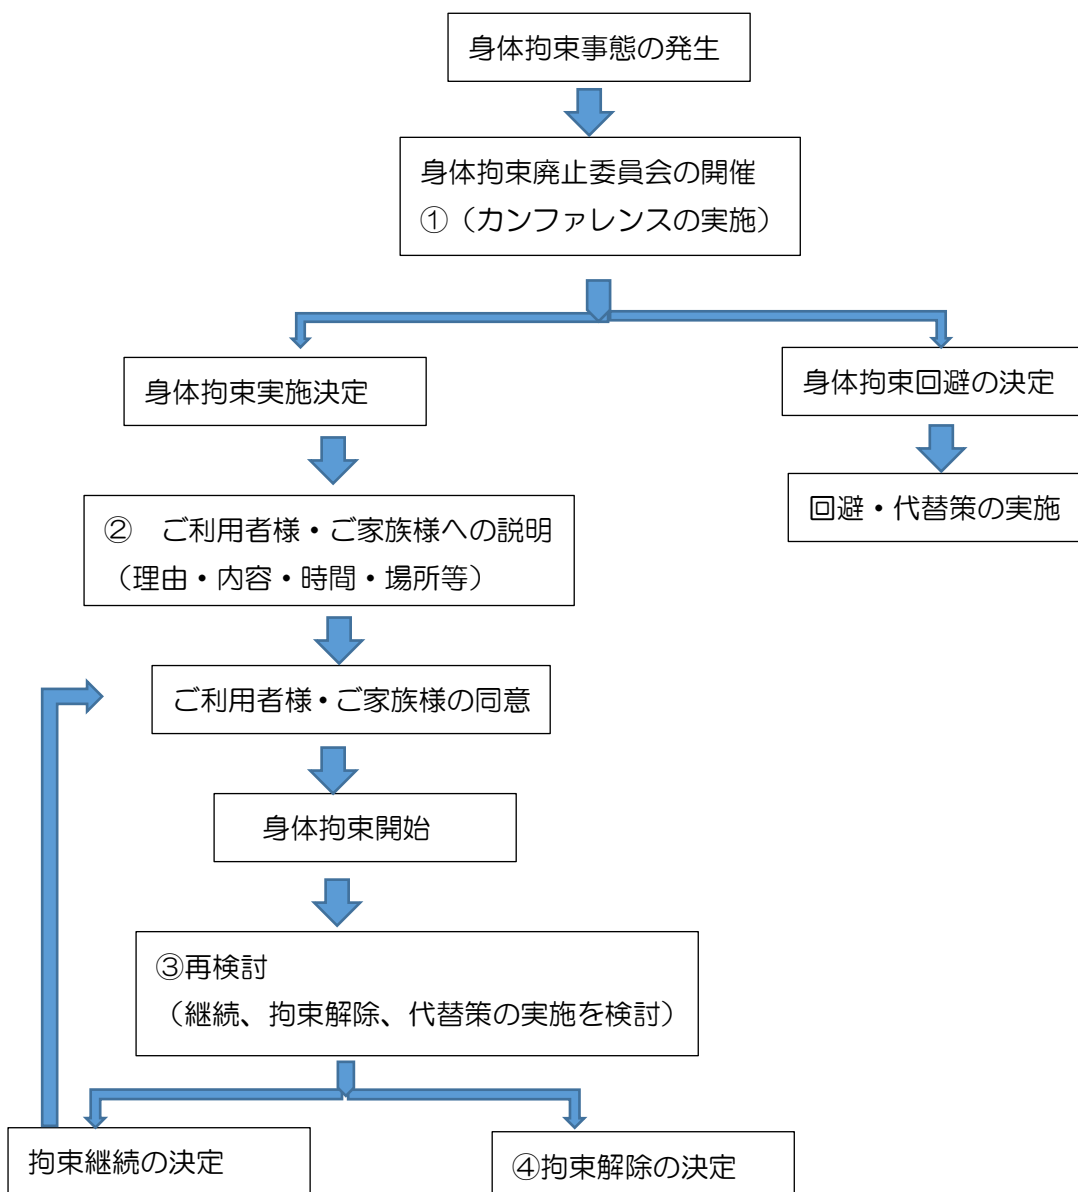 身体拘束事態の発生
身体拘束廃止委員会の開催
①（カンファレンスの実施）
身体拘束実施決定
身体拘束回避の決定
回避・代替策の実施
②　ご利用者様・ご家族様への説明
（理由・内容・時間・場所等）
ご利用者様・ご家族様の同意
身体拘束開始
③再検討
（継続、拘束解除、代替策の実施を検討）
拘束継続の決定
④拘束解除の決定